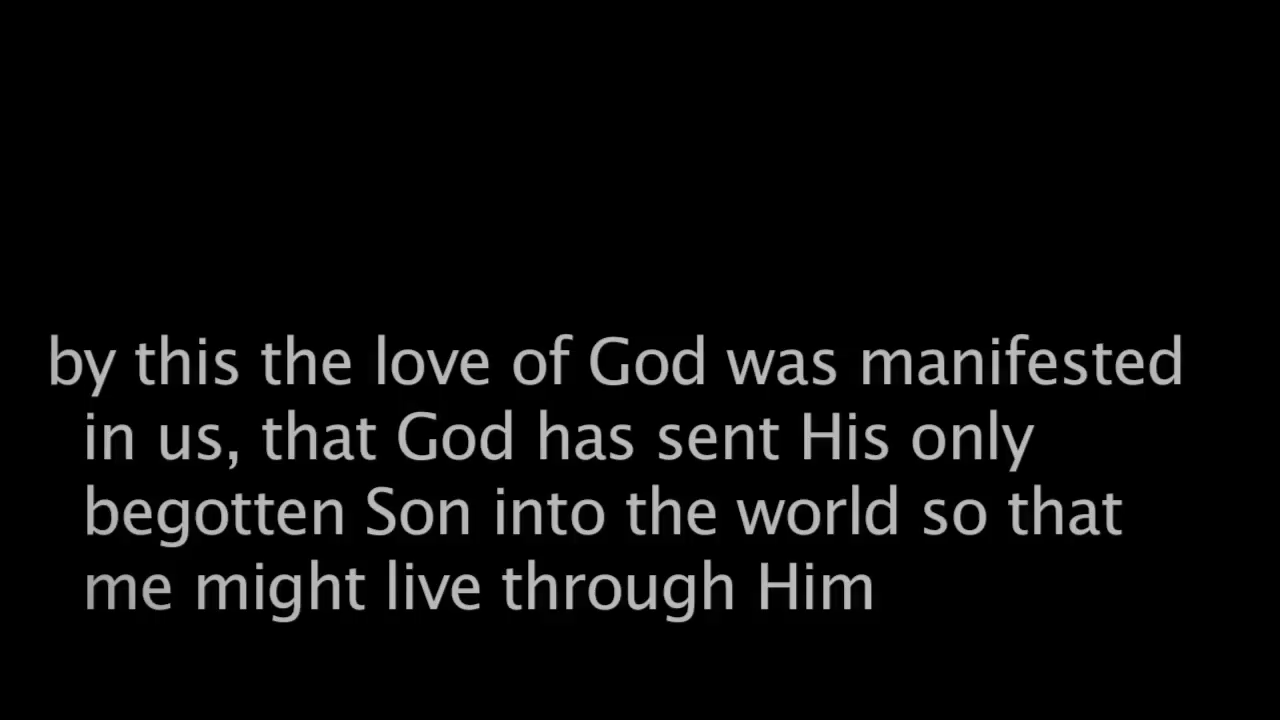 by this the love of God was manifested
in us, that God has sent His only
begotten Son into the world so that
me might live through Him